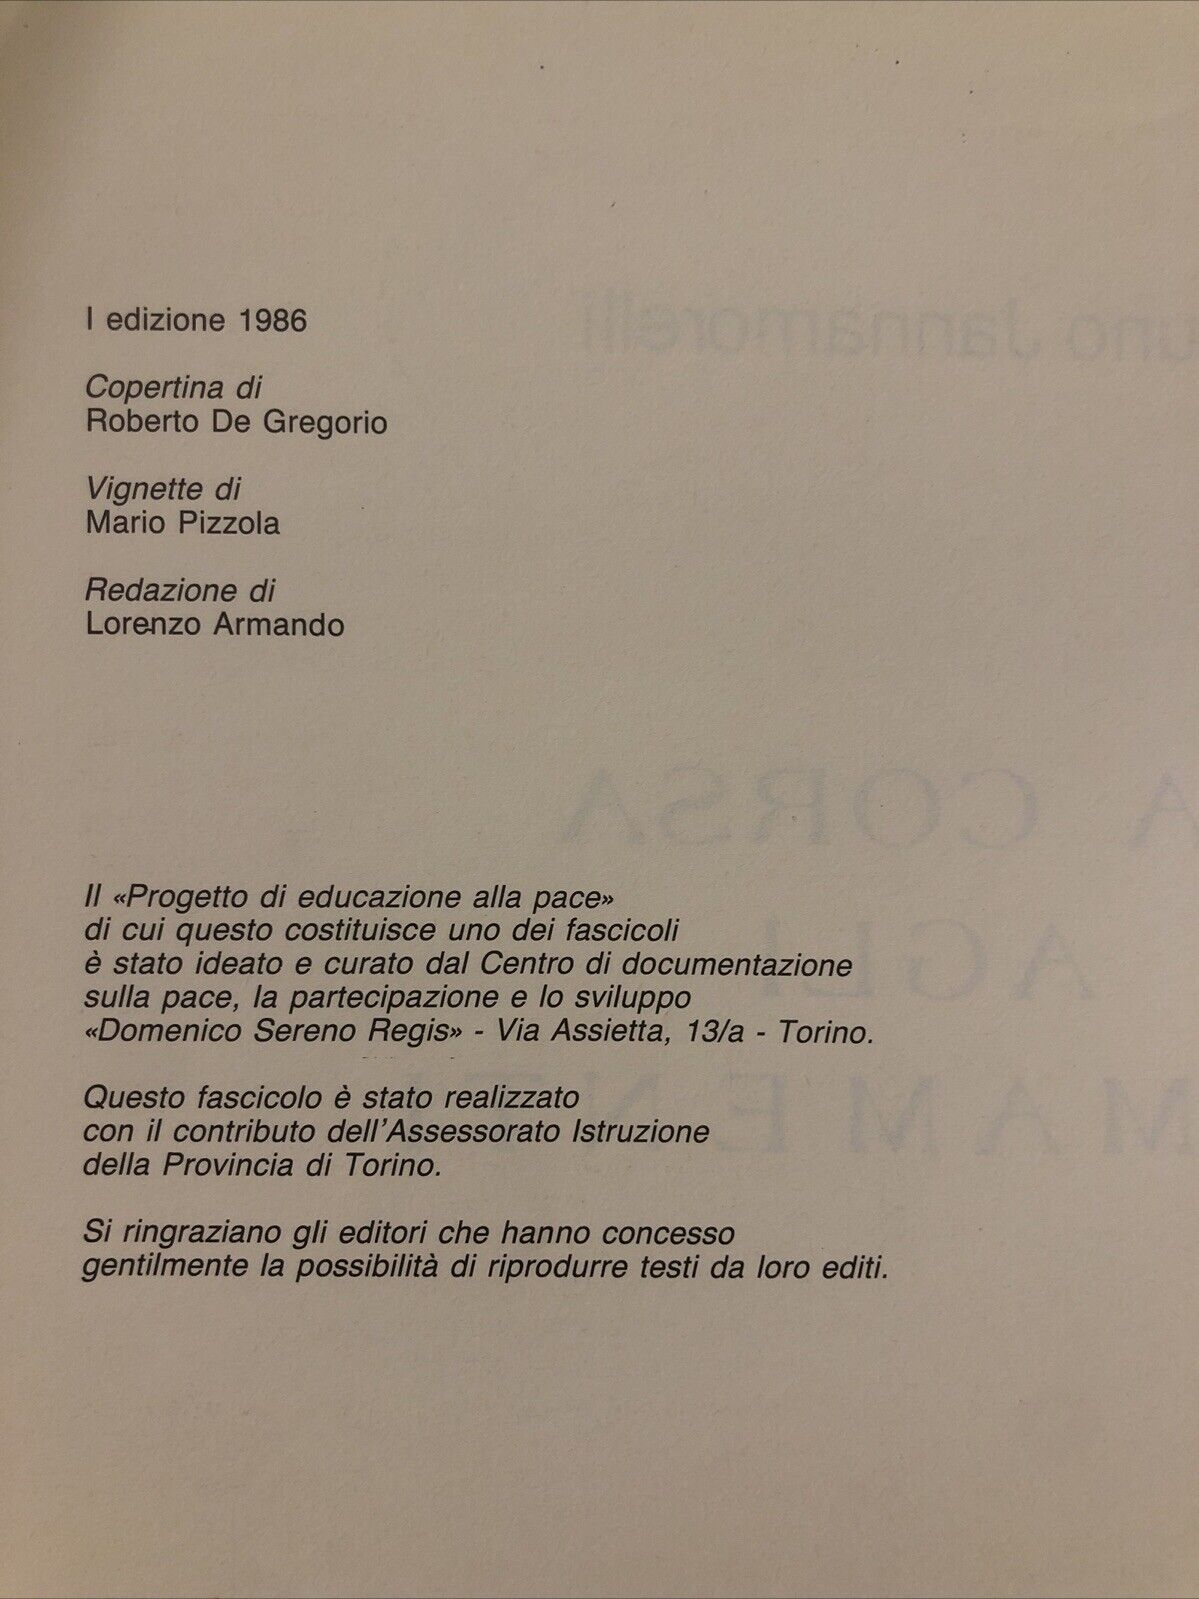 I edizione 1986
Copertina di
Roberto De Gregorio
Vignette di
Mario Pizzola
Redazione di
Lorenzo Armando
Il «Progetto di educazione alla pace»
di cui questo costituisce uno dei fascicoli
è stato ideato e curato dal Centro di documentazione
sulla pace, la partecipazione e lo sviluppo
«Domenico Sereno Regis» - Via Assietta, 13/a - Torino.
Questo fascicolo è stato realizzato
con il contributo dell'Assessorato Istruzione
della Provincia di Torino.
Si ringraziano gli editori che hanno concesso
gentilmente la possibilità di riprodurre testi da loro editi.
uno Jannamorelli
A CORSA
AGLI